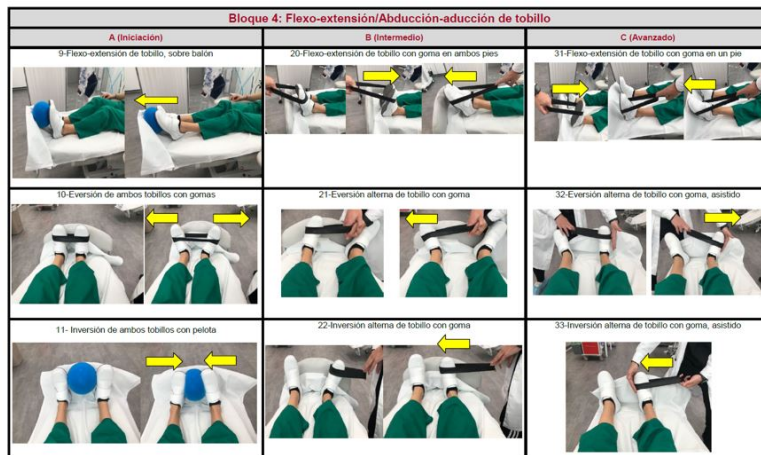 Bloque 4: Flexo-extensión/Abducción-aducción de tobillo
A (Iniciación)
B (Intermedio)
C (Avanzado)
9-Flexo-extensión de tobillo, sobre balón
20-Flexo-extensión de tobillo con goma en ambos pies
31-Flexo-extensión de tobillo con goma en un pie
10-Eversión de ambos tobillos con gomas
21-Eversión alterna de tobillo con goma
32-Eversión alterna de tobillo con goma, asistido
11- Inversión de ambos tobillos con pelota
22-Inversión alterna de tobillo con goma
33-Inversión alterna de tobillo con goma, asistido